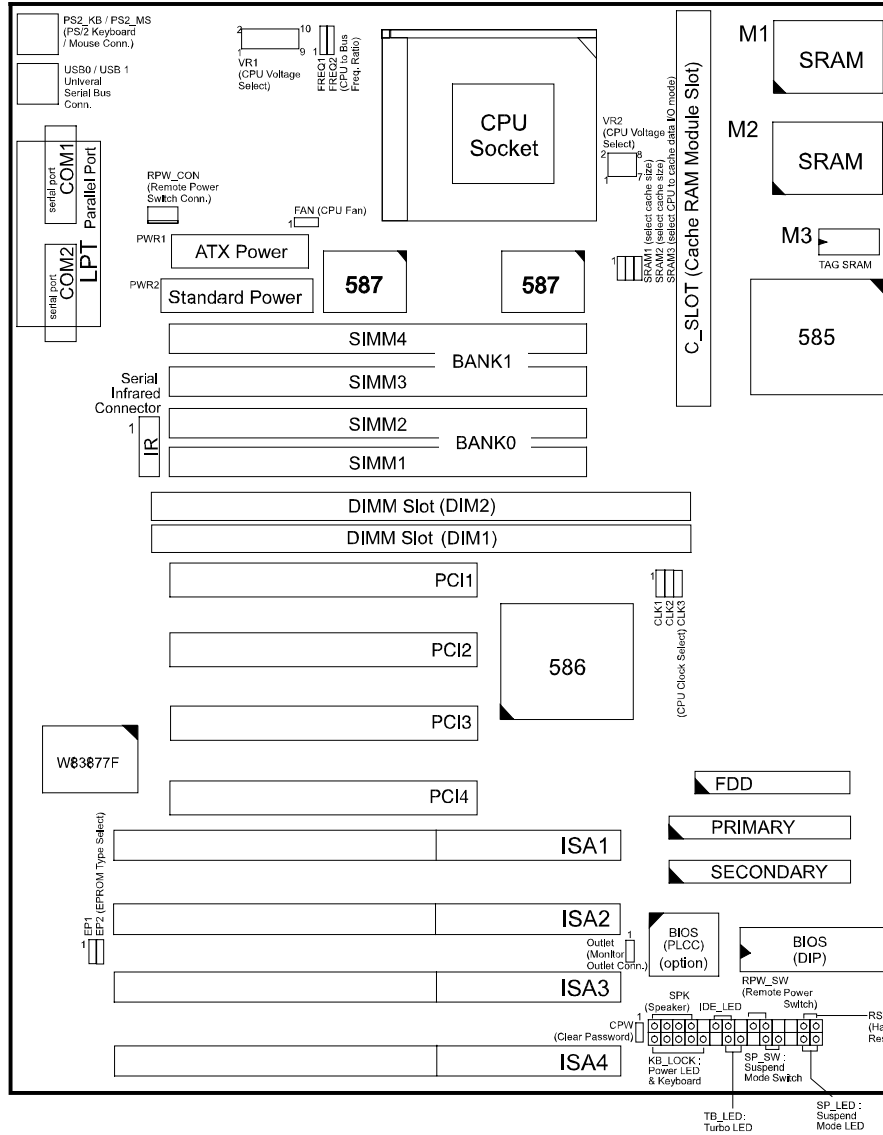 PS2_KB / PS2_MS
(PS/2 Keyboard
/ Mouse Conn.)
USB0 / USB 1
Univeral
Serial Bus
Conn.
2
10
1
9
VR1
(CPU Voltage
Select)
1
FREQ1
FREQ2
(CPU to Bus
Freq. Ratio)
CPU
Socket
VR2
(CPU Voltage
Select)
2
8
1
7
1
SRAM1 (select cache size)
SRAM2 (select cache size)
SRAM3 (select CPU to cache data I/O mode)
C_SLOT (Cache RAM Module Slot)
M1
SRAM
M2
SRAM
M3
TAG SRAM
585
serial port
COM1
serial port
COM2
LPT
Parallel Port
RPW_CON
(Remote Power
Switch Conn.)
FAN (CPU Fan)
1
PWR1
ATX Power
PWR2
Standard Power
587
587
SIMM4
BANK1
SIMM3
SIMM2
BANK0
SIMM1
Serial
Infrared
Connector
1
IR
DIMM Slot (DIM2)
DIMM Slot (DIM1)
PCI1
PCI2
PCI3
PCI4
1
CLK1
CLK2
(CPU Clock Select) CLK3
586
W83877F
FDD
PRIMARY
SECONDARY
ISA1
ISA2
ISA3
ISA4
1
EP1
EP2 (EPROM Type Select)
1
Outlet
(Monitor
Outlet Conn.)
BIOS
(PLCC)
(option)
BIOS
(DIP)
RPW_SW
(Remote Power
Switch)
SPK
(Speaker)
IDE_LED
RS
(Ha
Res
1
CPW
(Clear Password)
KB_LOCK :
Power LED
& Keyboard
SP_SW :
Suspend
Mode Switch
TB_LED:
Turbo LED
SP_LED :
Suspend
Mode LED